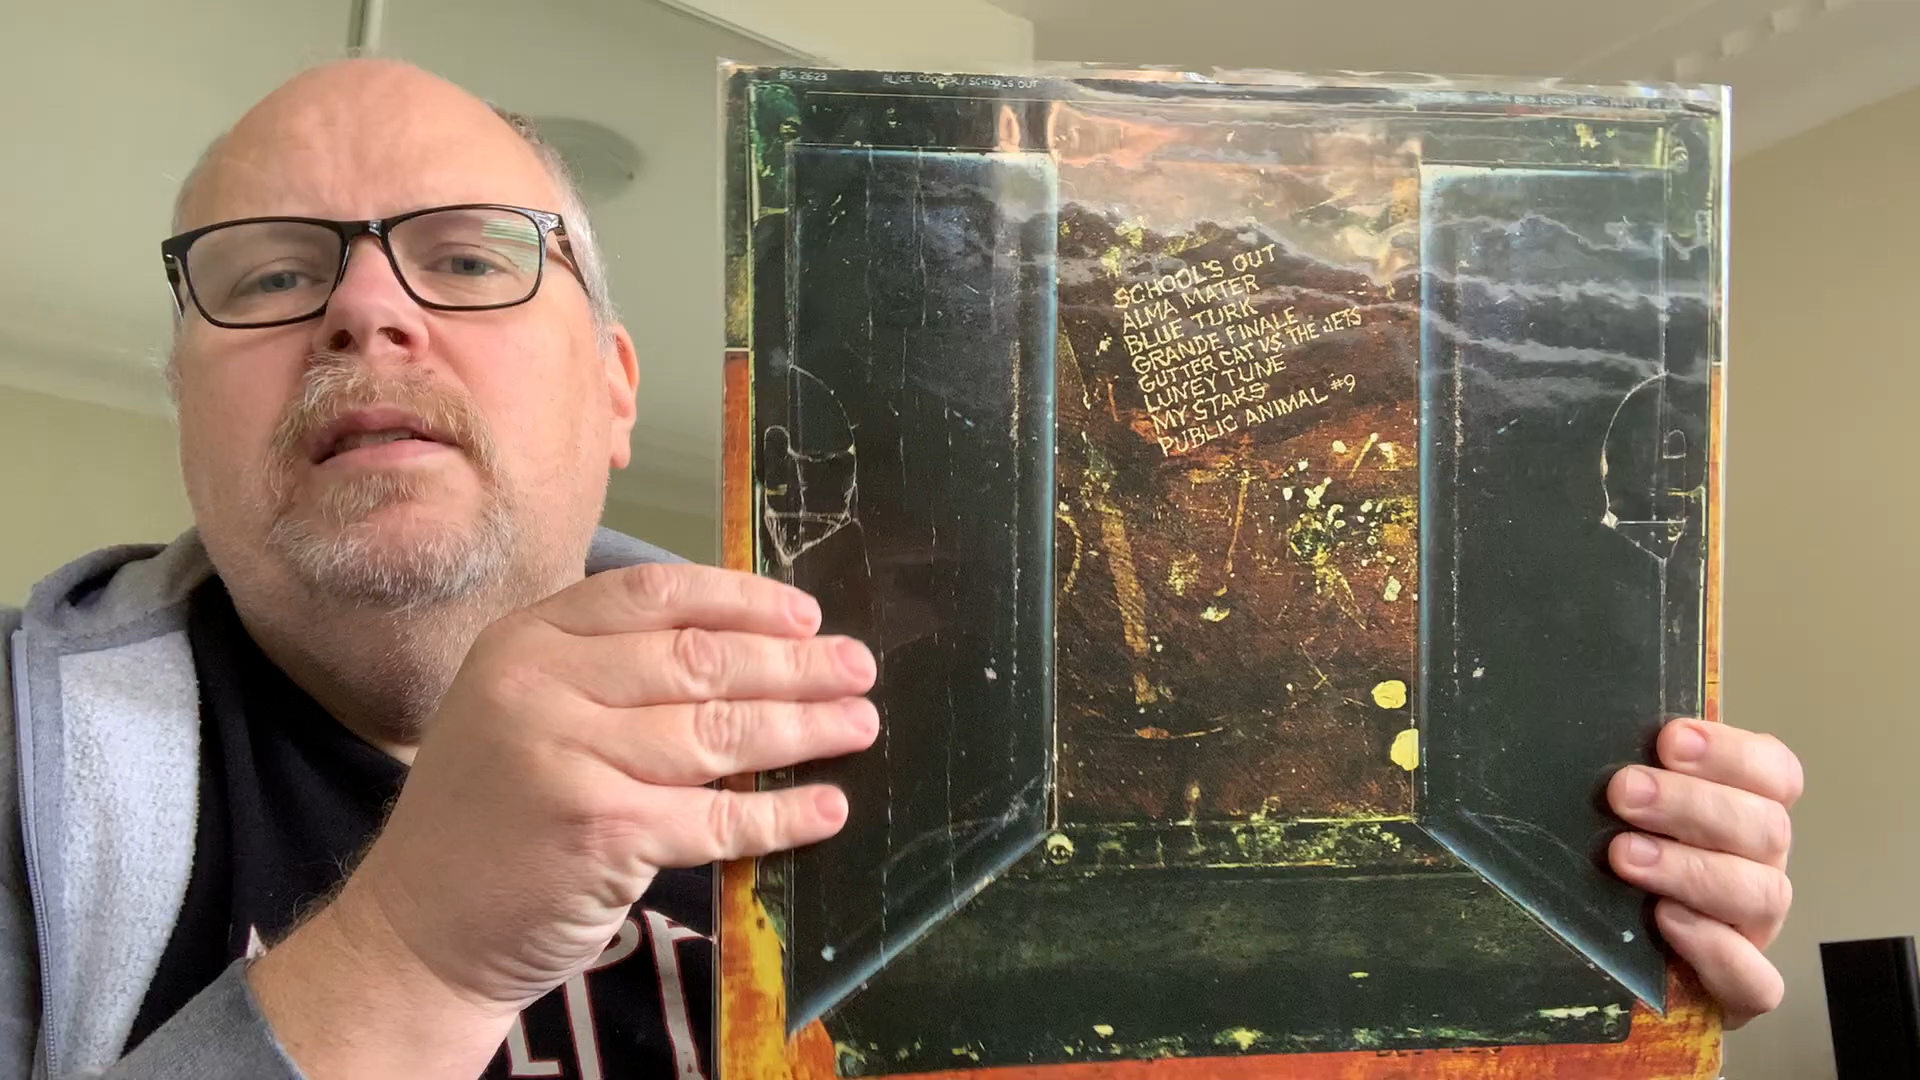 BS 2623 ALICE COOPER/SCHOOL'S OUT
SCHOOL'S OUT
ALMA MATER
BLUE TURK
GRANDE FINALE
GUTTER CAT VS. THE JETS
LUNEY TUNE
MY STARS
PUBLIC ANIMAL #9